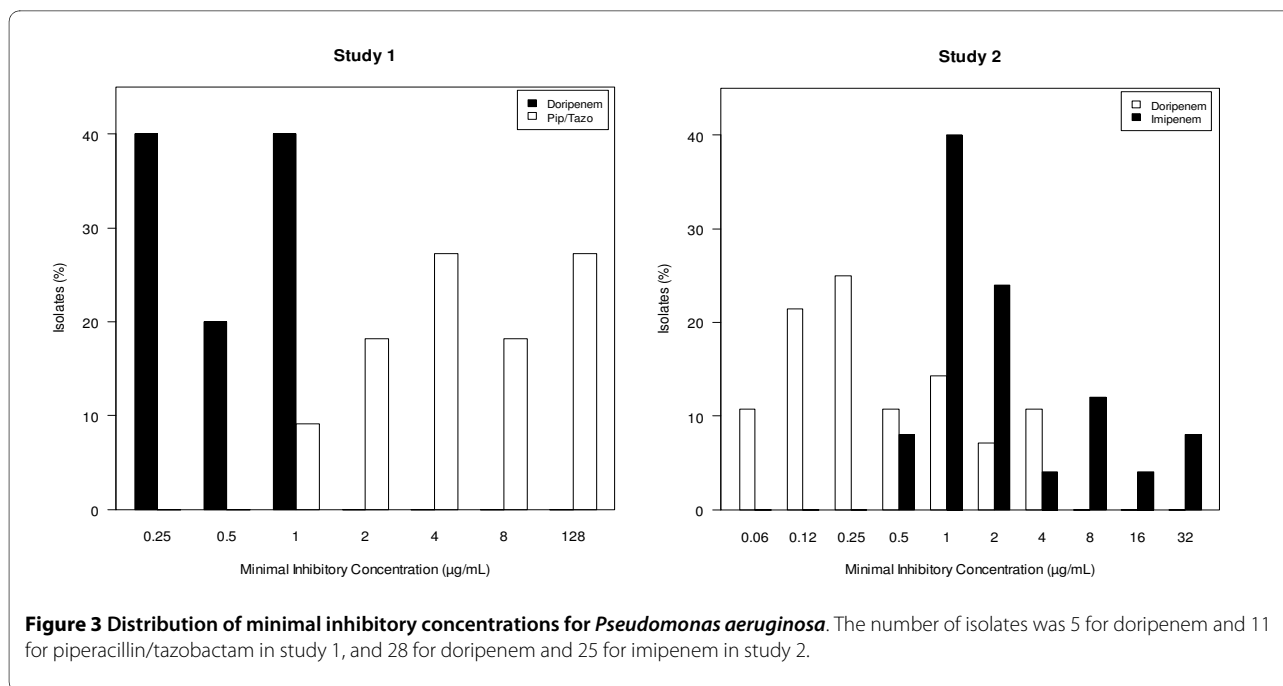 Study 1
Doripenem
Pip/Tazo
40
30
20
10
0
Isolates (%)
0.25 0.5 1 2 4 8 128
Minimal Inhibitory Concentration (µg/mL)
Study 2
Doripenem
Imipenem
40
30
20
10
0
Isolates (%)
0.06 0.12 0.25 0.5 1 2 4 8 16 32
Minimal Inhibitory Concentration (µg/mL)
Figure 3 Distribution of minimal inhibitory concentrations for Pseudomonas aeruginosa. The number of isolates was 5 for doripenem and 11
for piperacillin/tazobactam in study 1, and 28 for doripenem and 25 for imipenem in study 2.